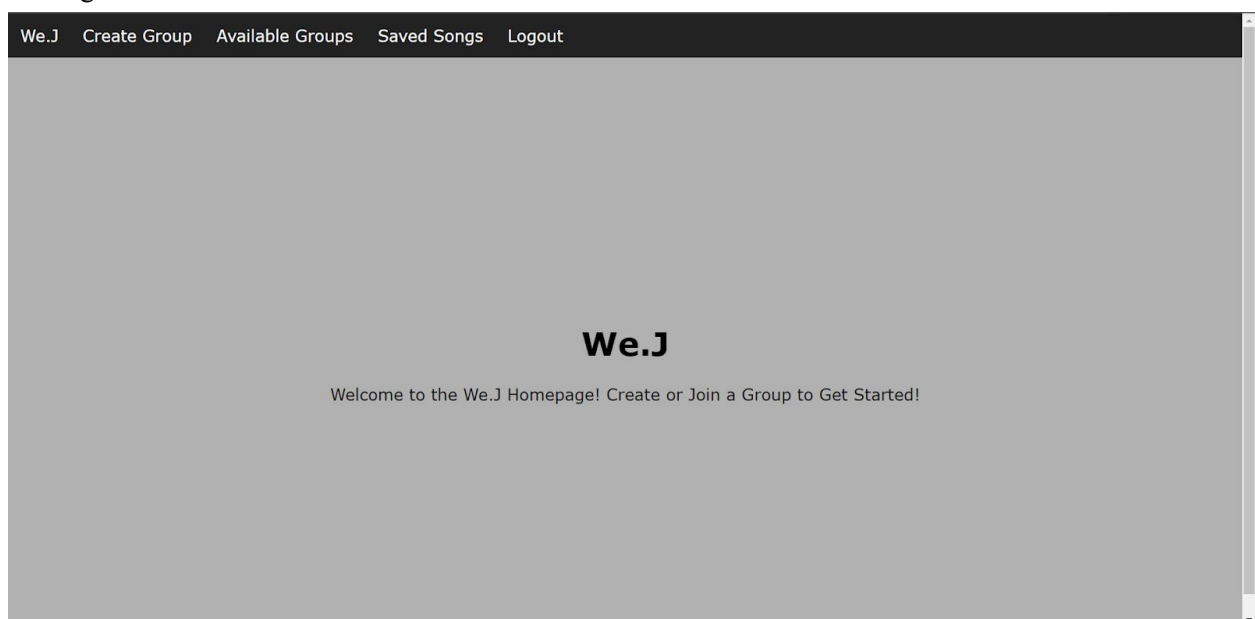 We.J Create Group Available Groups Saved Songs Logout
We.J
Welcome to the We.J Homepage! Create or Join a Group to Get Started!